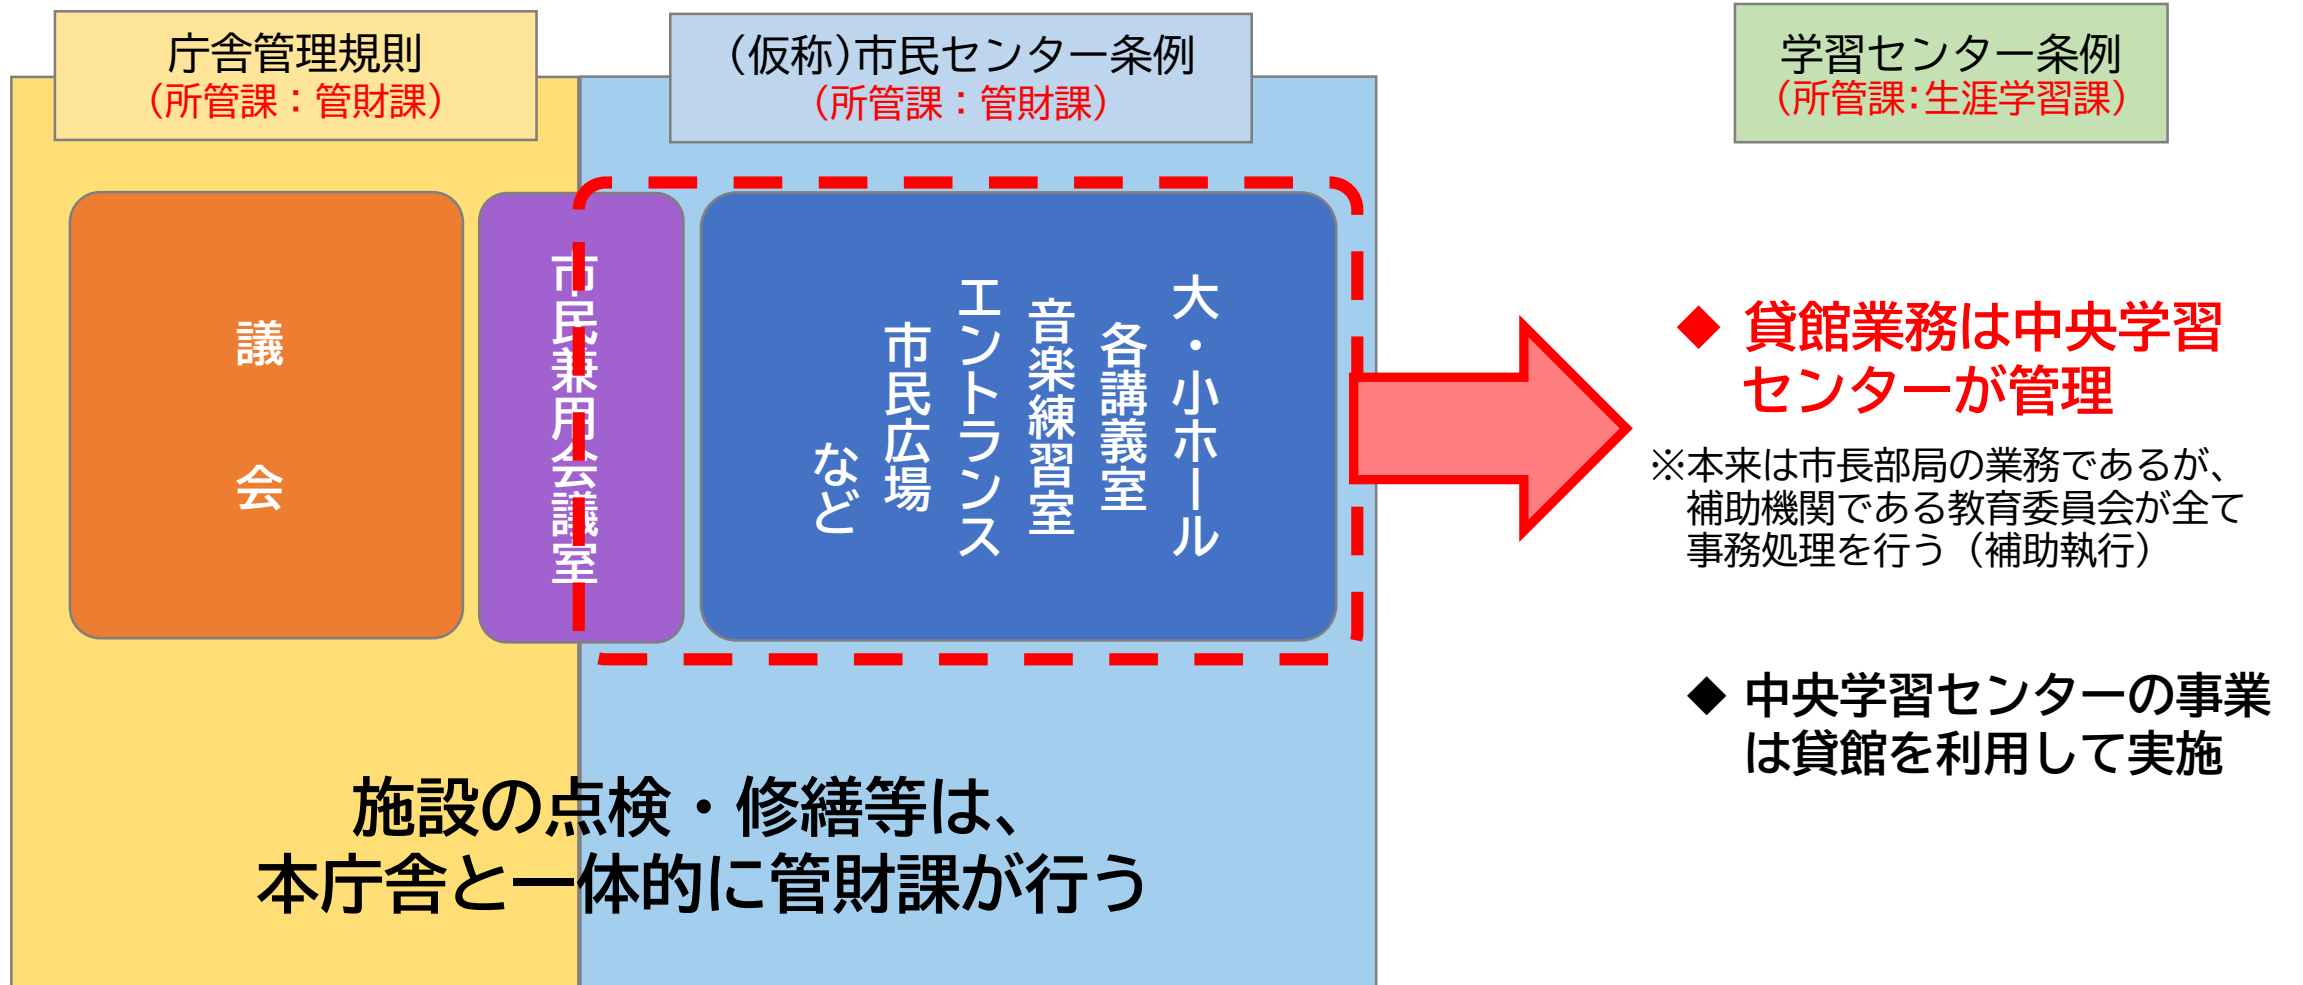 庁舎管理規則
（所管課：管財課）
（仮称）市民センター条例
（所管課：管財課）
学習センター条例
（所管課：生涯学習課）
議会
市民兼用会議室
大・小ホール
各講義室
音楽練習室
エントランス
市民広場
など
◆ 貸館業務は中央学習
センターが管理
※本来は市長部局の業務であるが、
補助機関である教育委員会が全て
事務処理を行う（補助執行）
◆ 中央学習センターの事業
は貸館を利用して実施
施設の点検・修繕等は、
本庁舎と一体的に管財課が行う